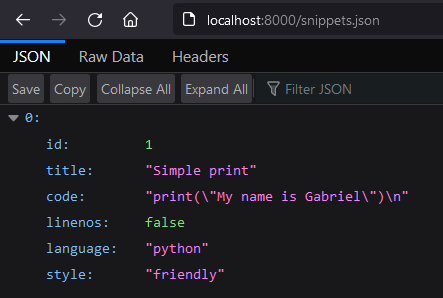 localhost:8000/snippets.json
JSON Raw Data Headers
Save Copy Collapse All Expand All Filter JSON
0:
id: 1
title: "Simple print"
code: "print(\"My name is Gabriel\")\n"
linenos: false
language: "python"
style: "friendly"